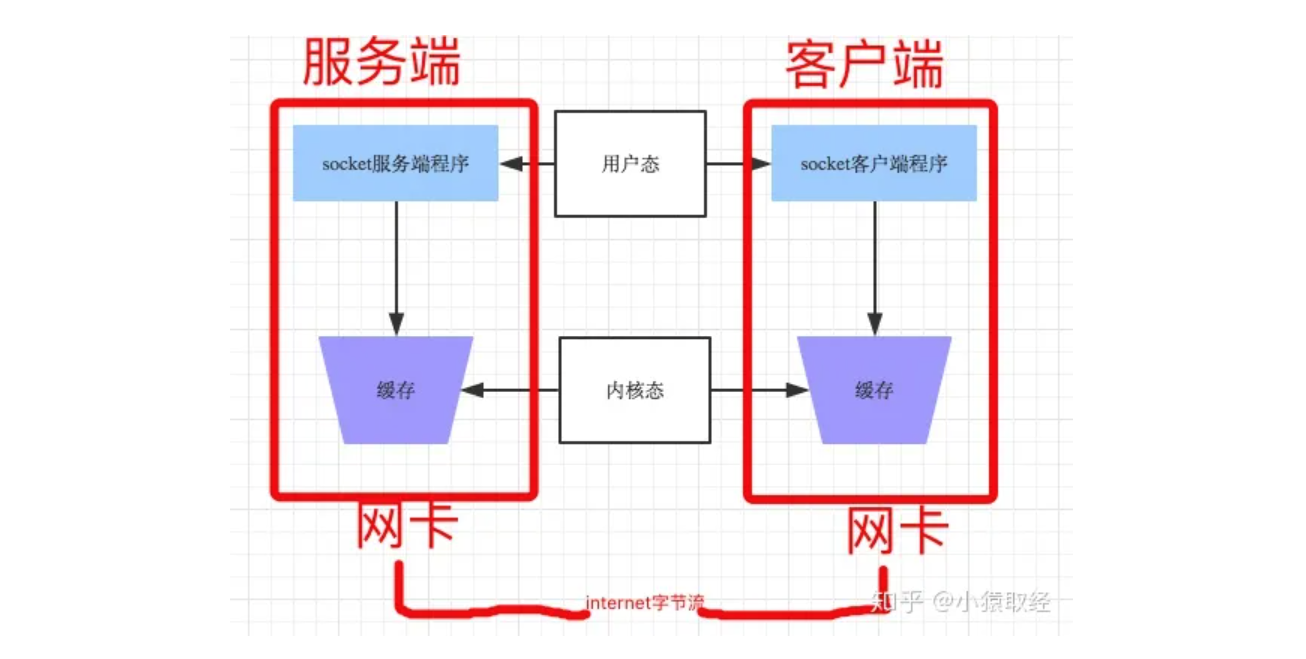 服务端
客户端
socket服务端程序
用户态
socket客户端程序
缓存
内核态
缓存
网卡
网卡
internet字节流
知乎 @小猿取经